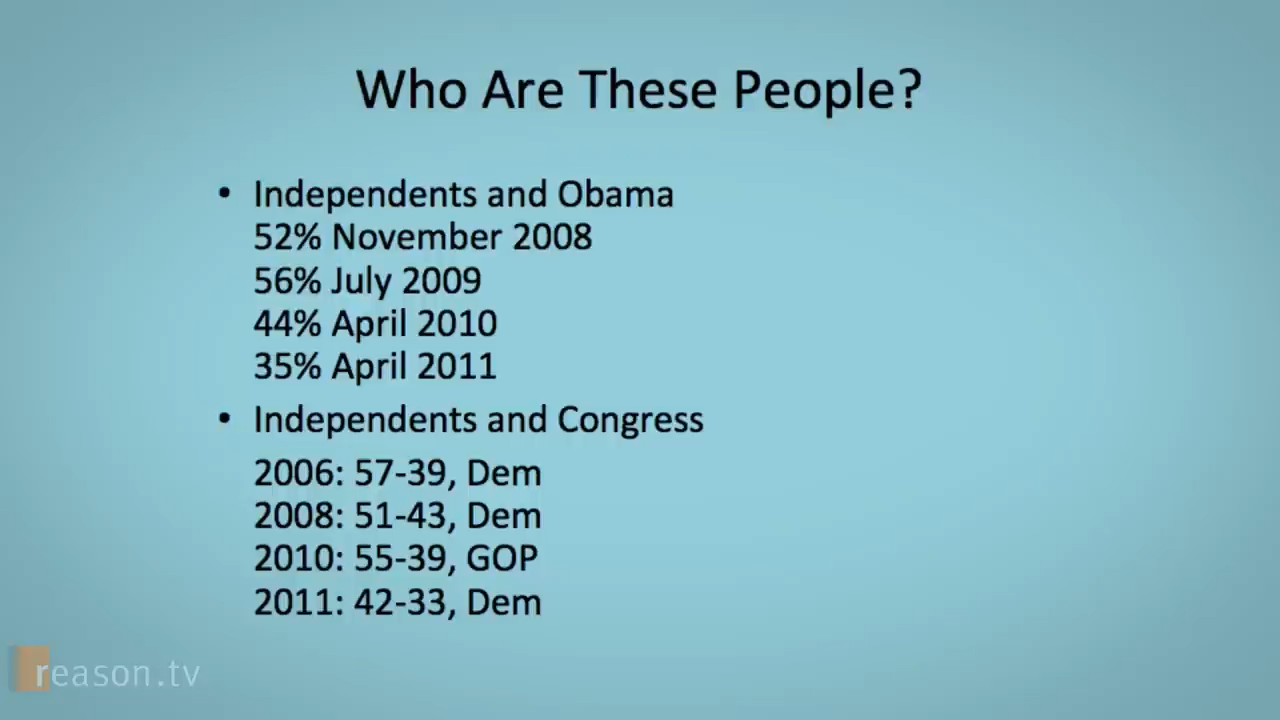 Who Are These People?
• Independents and Obama
52% November 2008
56% July 2009
44% April 2010
35% April 2011
• Independents and Congress
2006: 57-39, Dem
2008: 51-43, Dem
2010: 55-39, GOP
2011: 42-33, Dem
reason.tv